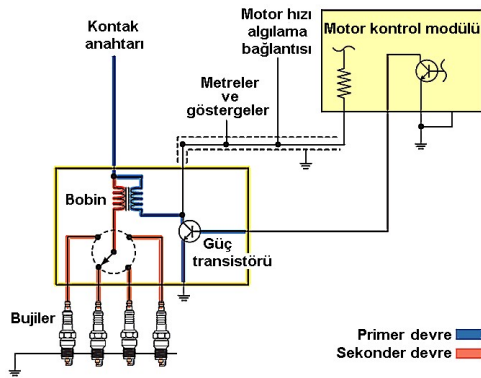 Kontak
anahtarı
Motor hızı
algılama
bağlantısı
Motor kontrol modülü
Metreler
ve
göstergeler
Bobin
Güç
transistörü
Bujiler
Primer devre
Sekonder devre